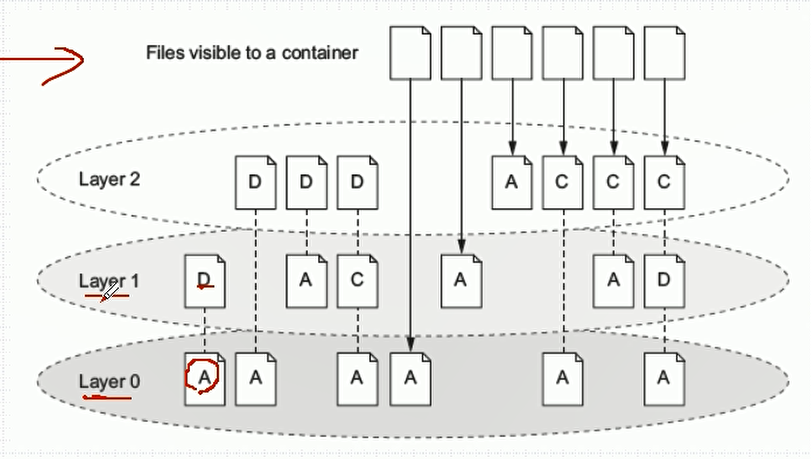 Files visible to a container
Layer 2 D D D A C C C
Layer 1 D A C A A D
Layer 0 A A A A A A